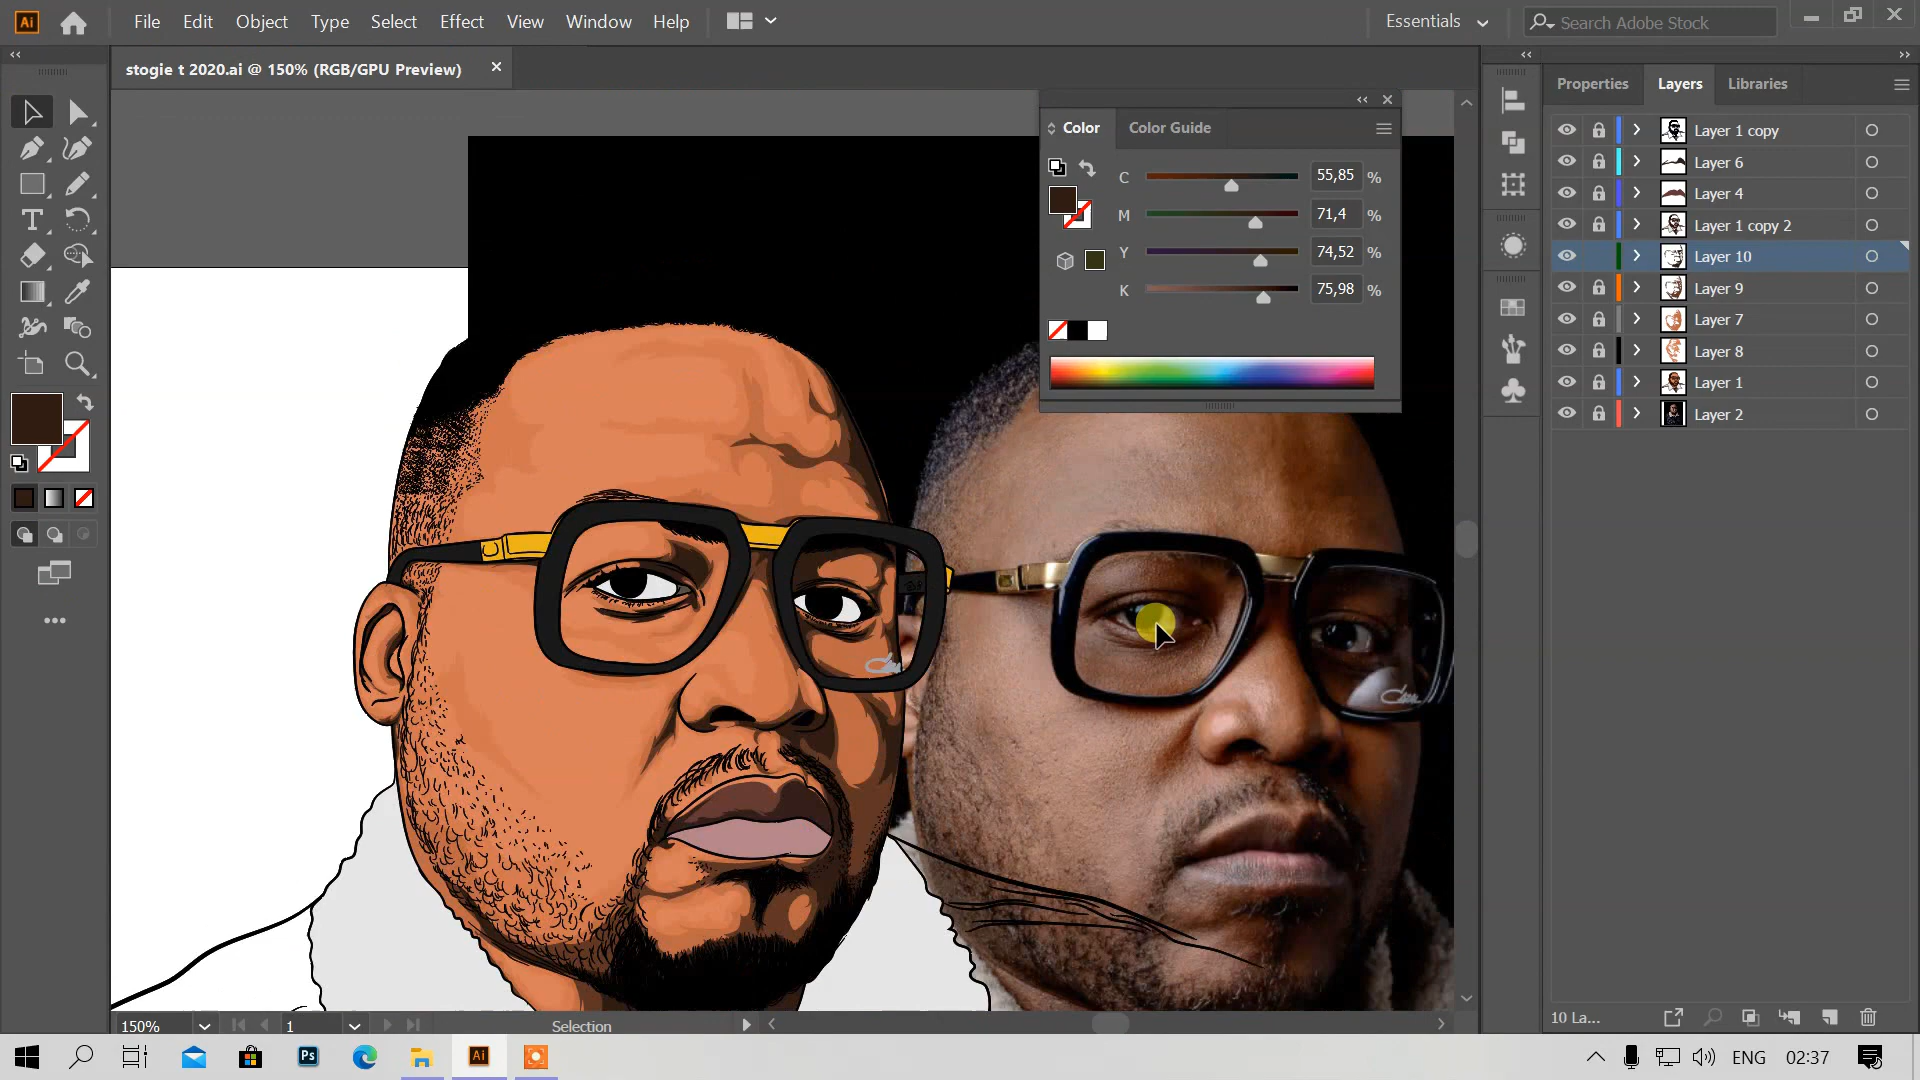 Ai File Edit Object Type Select Effect View Window Help Essentials Search Adobe Stock
stogie t 2020.ai @ 150% (RGB/GPU Preview)
Color Color Guide
C 55,85 %
M 71,4 %
Y 74,52 %
K 75,98 %
Properties Layers Libraries
Layer 1 copy
Layer 6
Layer 4
Layer 1 copy 2
Layer 10
Layer 9
Layer 7
Layer 8
Layer 1
Layer 2
T
150% 1 Selection
10 La...
Ps Ai ENG 02:37